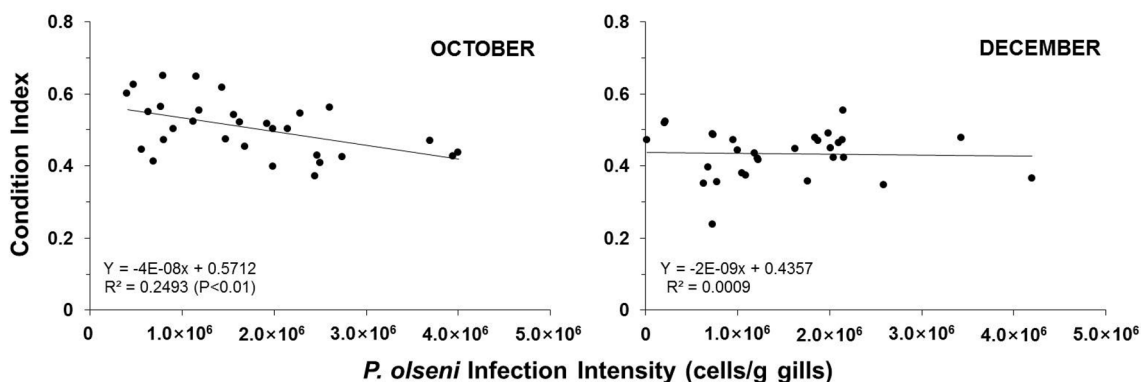 Condition Index
0.8
0.6
0.4
0.2
0
OCTOBER
Y = -4E-08x + 0.5712
R² = 0.2493 (P<0.01)
0 1.0×10⁶ 2.0×10⁶ 3.0×10⁶ 4.0×10⁶ 5.0×10⁶
0.8
0.6
0.4
0.2
0
DECEMBER
Y = -2E-09x + 0.4357
R² = 0.0009
0 1.0×10⁶ 2.0×10⁶ 3.0×10⁶ 4.0×10⁶ 5.0×10⁶
P. olseni Infection Intensity (cells/g gills)